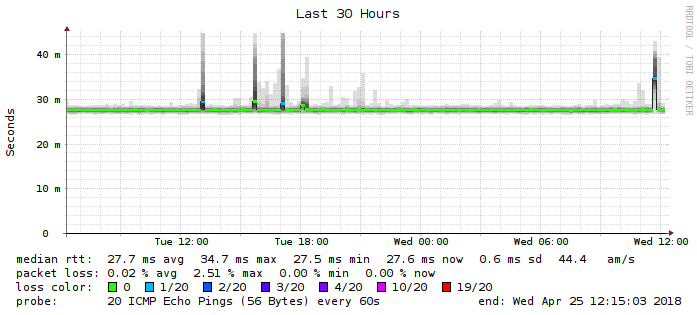 Last 30 Hours
RRDTOOL / TOBI OETIKER
Seconds
40 m
30 m
20 m
10 m
0
Tue 12:00 Tue 18:00 Wed 00:00 Wed 06:00 Wed 12:00
median rtt: 27.7 ms avg 34.7 ms max 27.5 ms min 27.6 ms now 0.6 ms sd 44.4 am/s
packet loss: 0.02 % avg 2.51 % max 0.00 % min 0.00 % now
loss color: 0 1/20 2/20 3/20 4/20 10/20 19/20
probe: 20 ICMP Echo Pings (56 Bytes) every 60s end: Wed Apr 25 12:15:03 2018